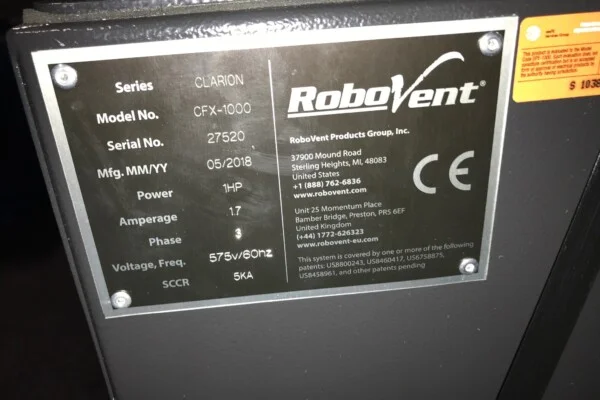 Series CLARION
Model No. CFX-1000
Serial No. 27520
Mfg. MM/YY 05/2018
Power 1HP
Amperage 1.7
Phase 3
Voltage, Freq. 575v/60hz
SCCR 5KA
ROBOVENT®
RoboVent Products Group, Inc.
37900 Mound Road
Sterling Heights, MI, 48083
United States
+1 (888) 762-6836
www.robovent.com
Unit 25 Momentum Place
Bamber Bridge, Preston, PR5 6EF
United Kingdom
(+44) 1772-626323
www.robovent-eu.com
This system is covered by one or more of the following
patents: US8800243, US8460417, US6758875,
US8458961, and other patents pending
CE
S 1038